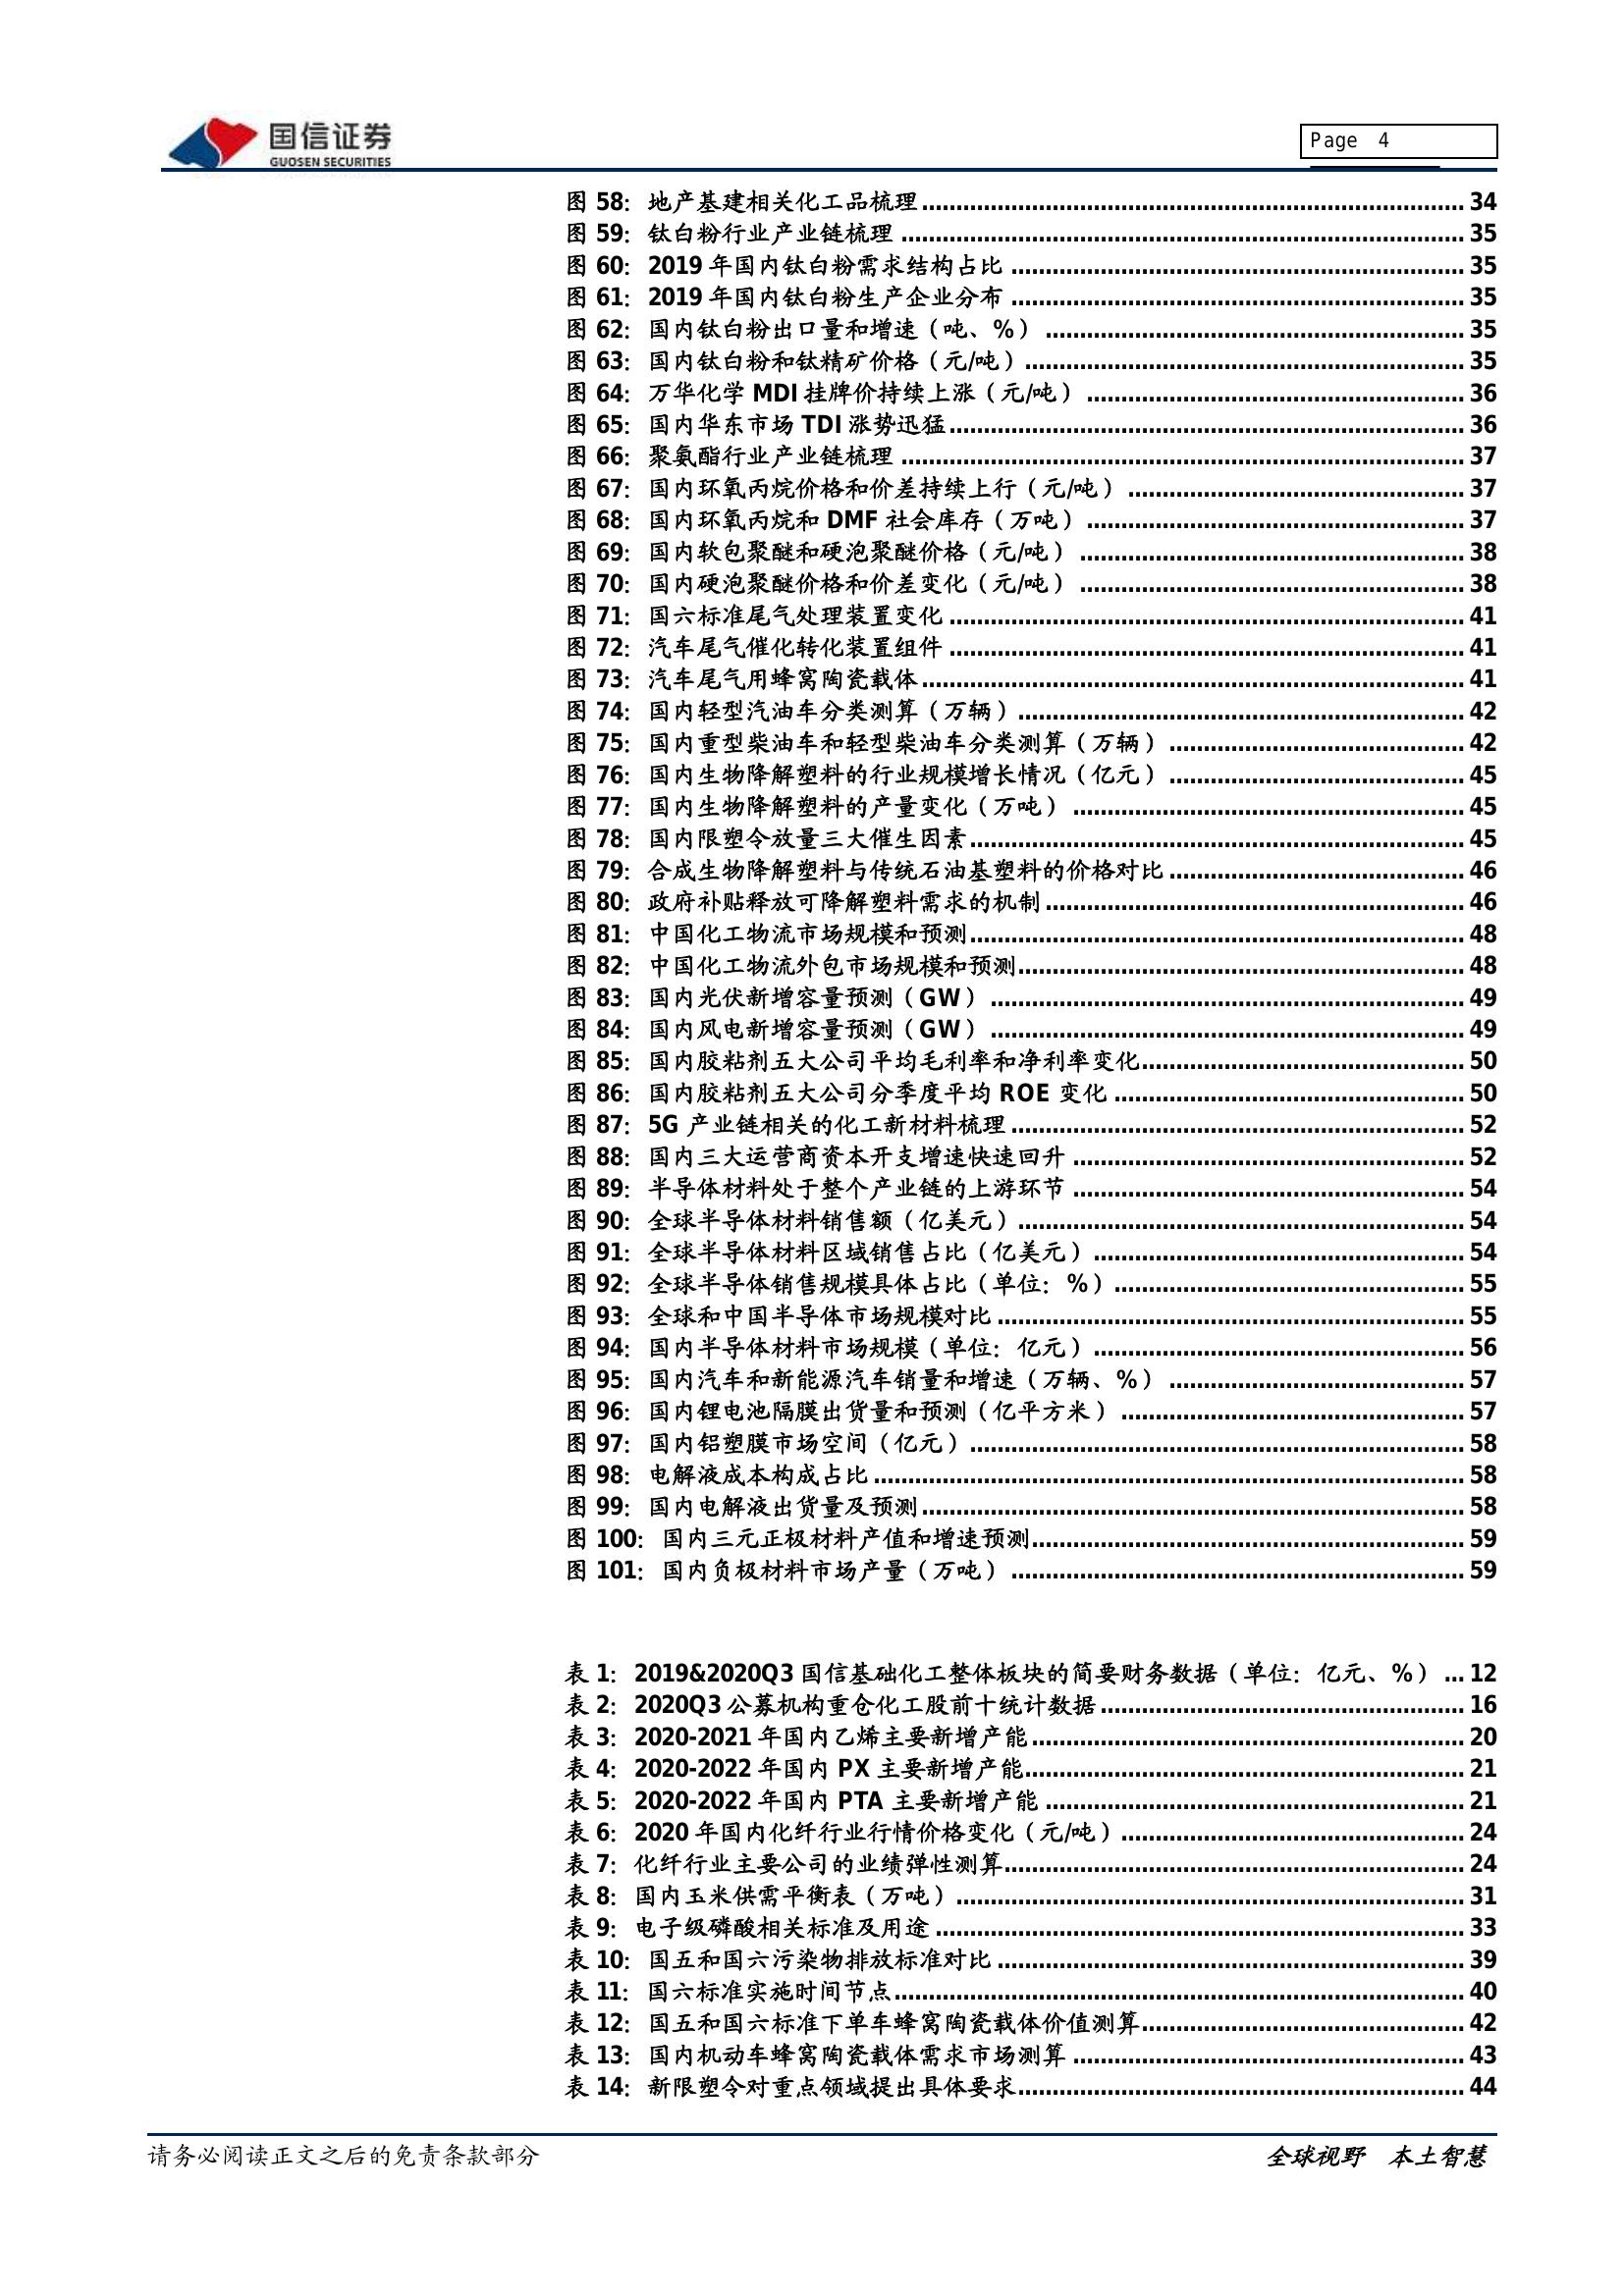 国信证券
GUOSEN SECURITIES
Page 4
图 58：地产基建相关化工品梳理 34
图 59：钛白粉行业产业链梳理 35
图 60：2019 年国内钛白粉需求结构占比 35
图 61：2019 年国内钛白粉生产企业分布 35
图 62：国内钛白粉出口量和增速（吨、%） 35
图 63：国内钛白粉和钛精矿价格（元/吨） 35
图 64：万华化学 MDI 挂牌价持续上涨（元/吨） 36
图 65：国内华东市场 TDI 涨势迅猛 36
图 66：聚氨酯行业产业链梳理 37
图 67：国内环氧丙烷价格和价差持续上行（元/吨） 37
图 68：国内环氧丙烷和 DMF 社会库存（万吨） 37
图 69：国内软包聚醚和硬泡聚醚价格（元/吨） 38
图 70：国内硬泡聚醚价格和价差变化（元/吨） 38
图 71：国六标准尾气处理装置变化 41
图 72：汽车尾气催化转化装置组件 41
图 73：汽车尾气用蜂窝陶瓷载体 41
图 74：国内轻型汽油车分类测算（万辆） 42
图 75：国内重型柴油车和轻型柴油车分类测算（万辆） 42
图 76：国内生物降解塑料的行业规模增长情况（亿元） 45
图 77：国内生物降解塑料的产量变化（万吨） 45
图 78：国内限塑令放量三大催生因素 45
图 79：合成生物降解塑料与传统石油基塑料的价格对比 46
图 80：政府补贴释放可降解塑料需求的机制 46
图 81：中国化工物流市场规模和预测 48
图 82：中国化工物流外包市场规模和预测 48
图 83：国内光伏新增容量预测（GW） 49
图 84：国内风电新增容量预测（GW） 49
图 85：国内胶粘剂五大公司平均毛利率和净利率变化 50
图 86：国内胶粘剂五大公司分季度平均 ROE 变化 50
图 87：5G 产业链相关的化工新材料梳理 52
图 88：国内三大运营商资本开支增速快速回升 52
图 89：半导体材料处于整个产业链的上游环节 54
图 90：全球半导体材料销售额（亿美元） 54
图 91：全球半导体材料区域销售占比（亿美元） 54
图 92：全球半导体销售规模具体占比（单位：%） 55
图 93：全球和中国半导体市场规模对比 55
图 94：国内半导体材料市场规模（单位：亿元） 56
图 95：国内汽车和新能源汽车销量和增速（万辆、%） 57
图 96：国内锂电池隔膜出货量和预测（亿平方米） 57
图 97：国内铝塑膜市场空间（亿元） 58
图 98：电解液成本构成占比 58
图 99：国内电解液出货量及预测 58
图 100：国内三元正极材料产值和增速预测 59
图 101：国内负极材料市场产量（万吨） 59
表 1：2019&2020Q3 国信基础化工整体板块的简要财务数据（单位：亿元、%） 12
表 2：2020Q3 公募机构重仓化工股前十统计数据 16
表 3：2020-2021 年国内乙烯主要新增产能 20
表 4：2020-2022 年国内 PX 主要新增产能 21
表 5：2020-2022 年国内 PTA 主要新增产能 21
表 6：2020 年国内化纤行业行情价格变化（元/吨） 24
表 7：化纤行业主要公司的业绩弹性测算 24
表 8：国内玉米供需平衡表（万吨） 31
表 9：电子级磷酸相关标准及用途 33
表 10：国五和国六污染物排放标准对比 39
表 11：国六标准实施时间节点 40
表 12：国五和国六标准下单车蜂窝陶瓷载体价值测算 42
表 13：国内机动车蜂窝陶瓷载体需求市场测算 43
表 14：新限塑令对重点领域提出具体要求 44
请务必阅读正文之后的免责条款部分
全球视野 本土智慧